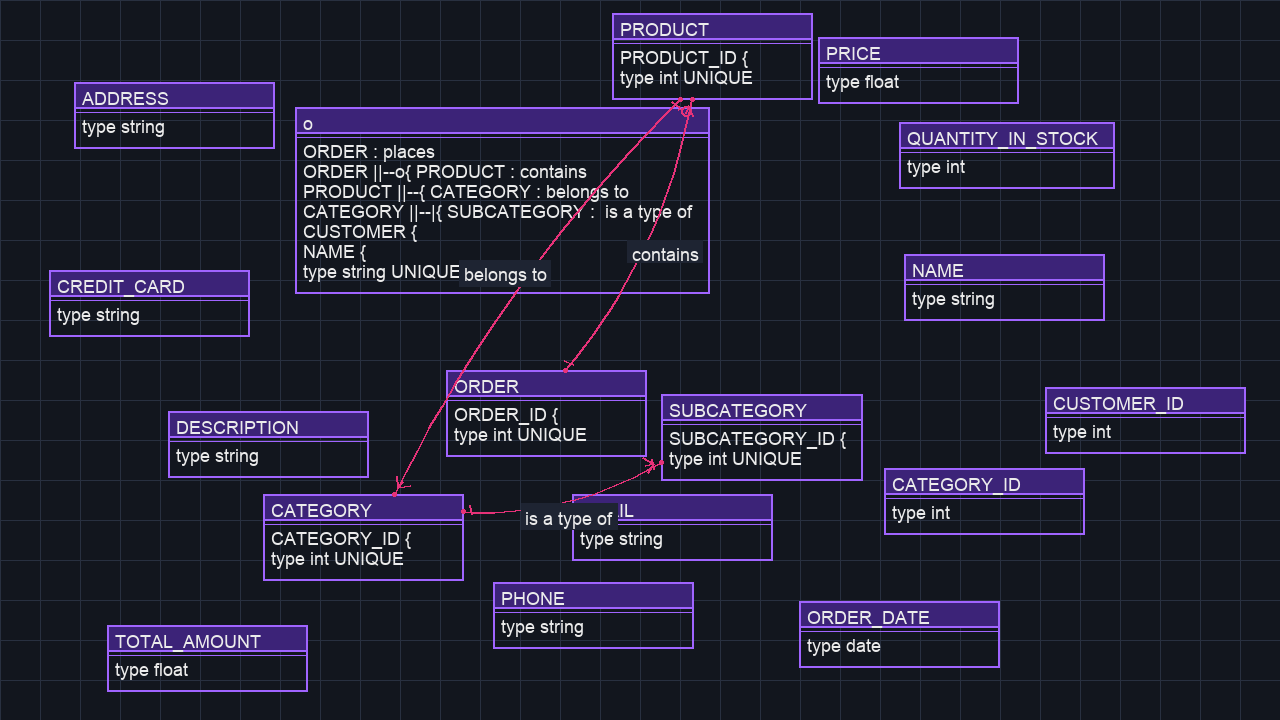 PRODUCT
PRODUCT_ID {
type int UNIQUE
PRICE
type float
ADDRESS
type string
o
ORDER : places
ORDER ||--o{ PRODUCT : contains
PRODUCT ||--{ CATEGORY : belongs to
CATEGORY ||--|{ SUBCATEGORY :  is a type of
CUSTOMER {
NAME {
type string UNIQUE
QUANTITY_IN_STOCK
type int
contains
belongs to
NAME
type string
CREDIT_CARD
type string
ORDER
ORDER_ID {
type int UNIQUE
SUBCATEGORY
SUBCATEGORY_ID {
type int UNIQUE
CUSTOMER_ID
type int
DESCRIPTION
type string
CATEGORY_ID
type int
CATEGORY
CATEGORY_ID {
type int UNIQUE
is a type of
type string
PHONE
type string
ORDER_DATE
type date
TOTAL_AMOUNT
type float